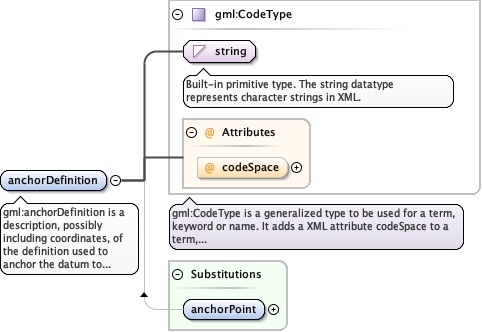 gml:CodeType
string
Built-in primitive type. The string datatype
represents character strings in XML.
@ Attributes
@ codeSpace
anchorDefinition
gml:anchorDefinition is a
description, possibly
including coordinates, of
the definition used to
anchor the datum to...
gml:CodeType is a generalized type to be used for a term,
keyword or name. It adds a XML attribute codeSpace to a
term,...
Substitutions
anchorPoint